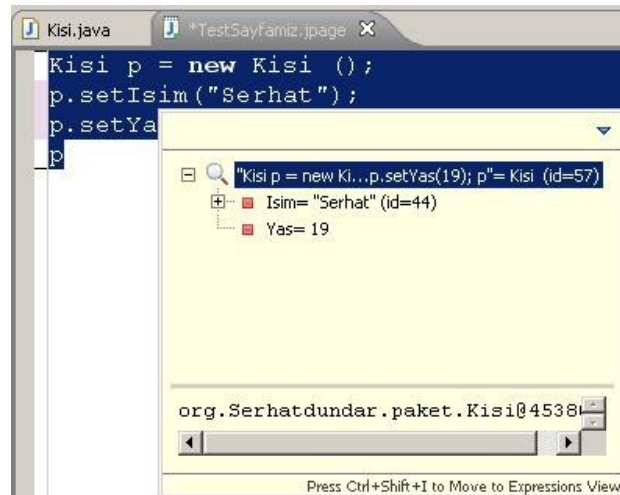 Kisi.java
*TestSayfamiz.jpage
Kisi p = new Kisi ();
p.setIsim("Serhat");
p.setYa
p
"Kisi p = new Ki...p.setYas(19); p"= Kisi (id=57)
Isim= "Serhat" (id=44)
Yas= 19
org.Serhatdundar.paket.Kisi@4538
Press Ctrl+Shift+I to Move to Expressions View